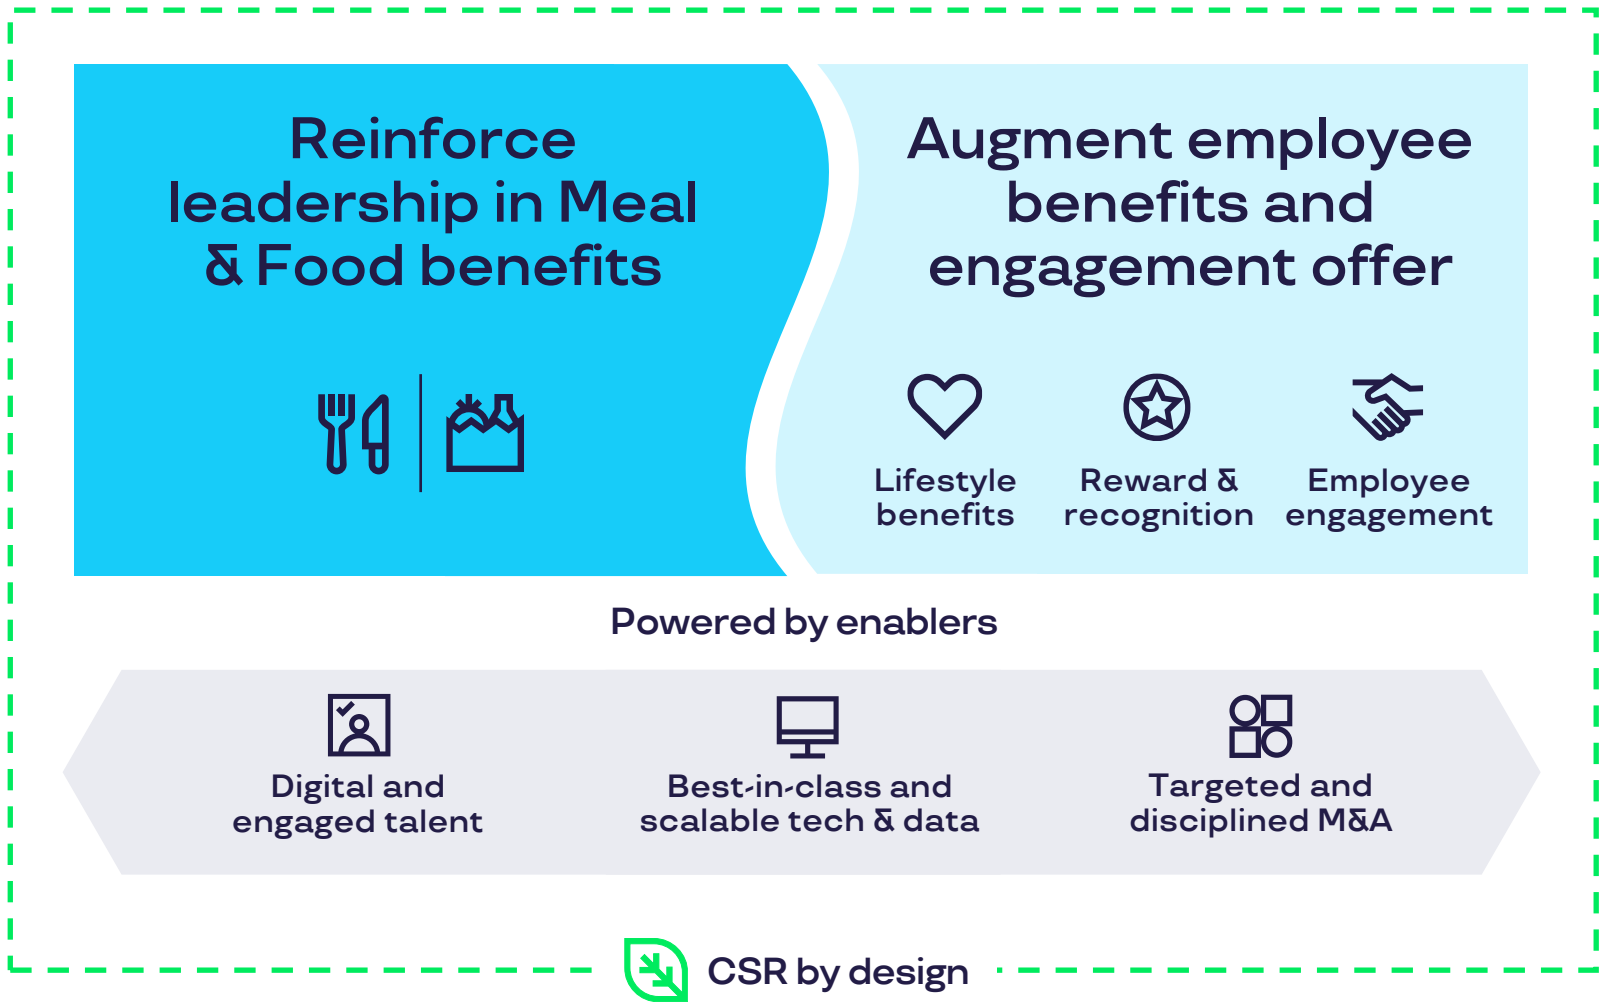 Reinforce
leadership in Meal
& Food benefits
Augment employee
benefits and
engagement offer
Lifestyle
benefits
Reward &
recognition
Employee
engagement
Powered by enablers
Digital and
engaged talent
Best-in-class and
scalable tech & data
Targeted and
disciplined M&A
CSR by design